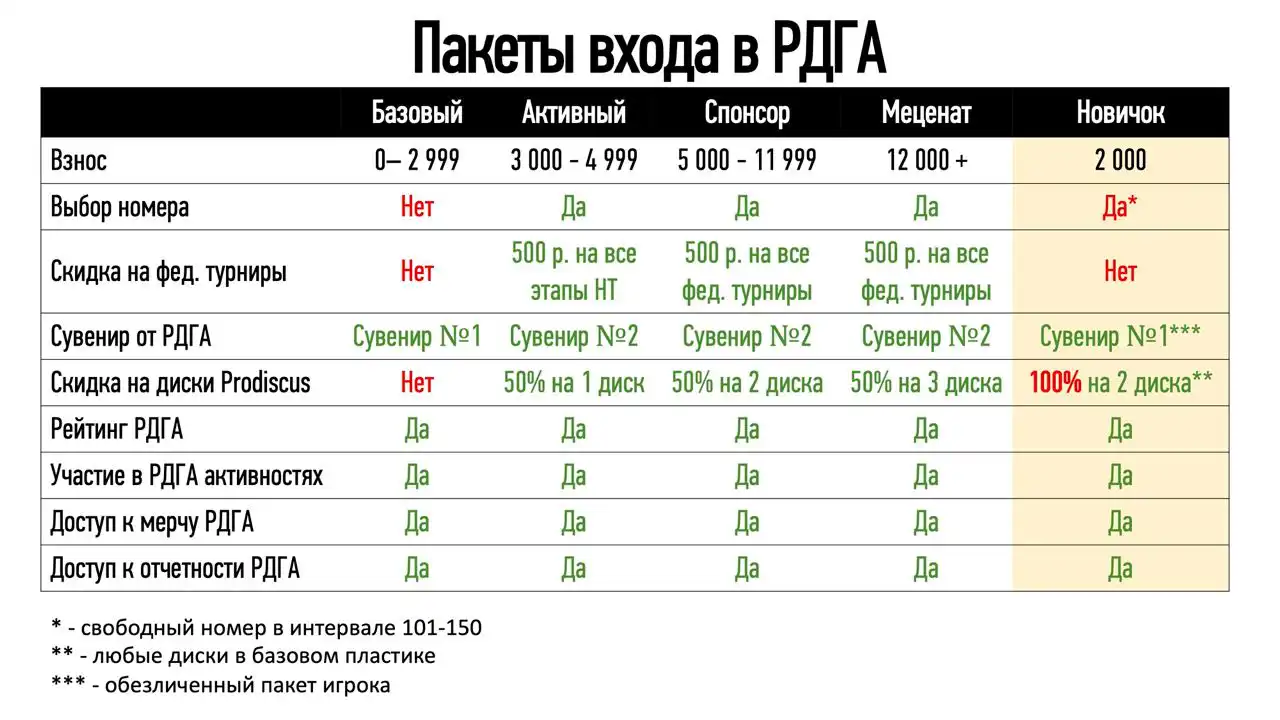 Пакеты входа в РДГА
Базовый Активный Спонсор Меценат Новичок
Взнос 0– 2 999 3 000 - 4 999 5 000 - 11 999 12 000 + 2 000
Выбор номера Нет Да Да Да Да*
Скидка на фед. турниры Нет 500 р. на все этапы НТ 500 р. на все фед. турниры 500 р. на все фед. турниры Нет
Сувенир от РДГА Сувенир №1 Сувенир №2 Сувенир №2 Сувенир №2 Сувенир №1***
Скидка на диски Prodiscus Нет 50% на 1 диск 50% на 2 диска 50% на 3 диска 100% на 2 диска**
Рейтинг РДГА Да Да Да Да Да
Участие в РДГА активностях Да Да Да Да Да
Доступ к мерчу РДГА Да Да Да Да Да
Доступ к отчетности РДГА Да Да Да Да Да
* - свободный номер в интервале 101-150
** - любые диски в базовом пластике
*** - обезличенный пакет игрока